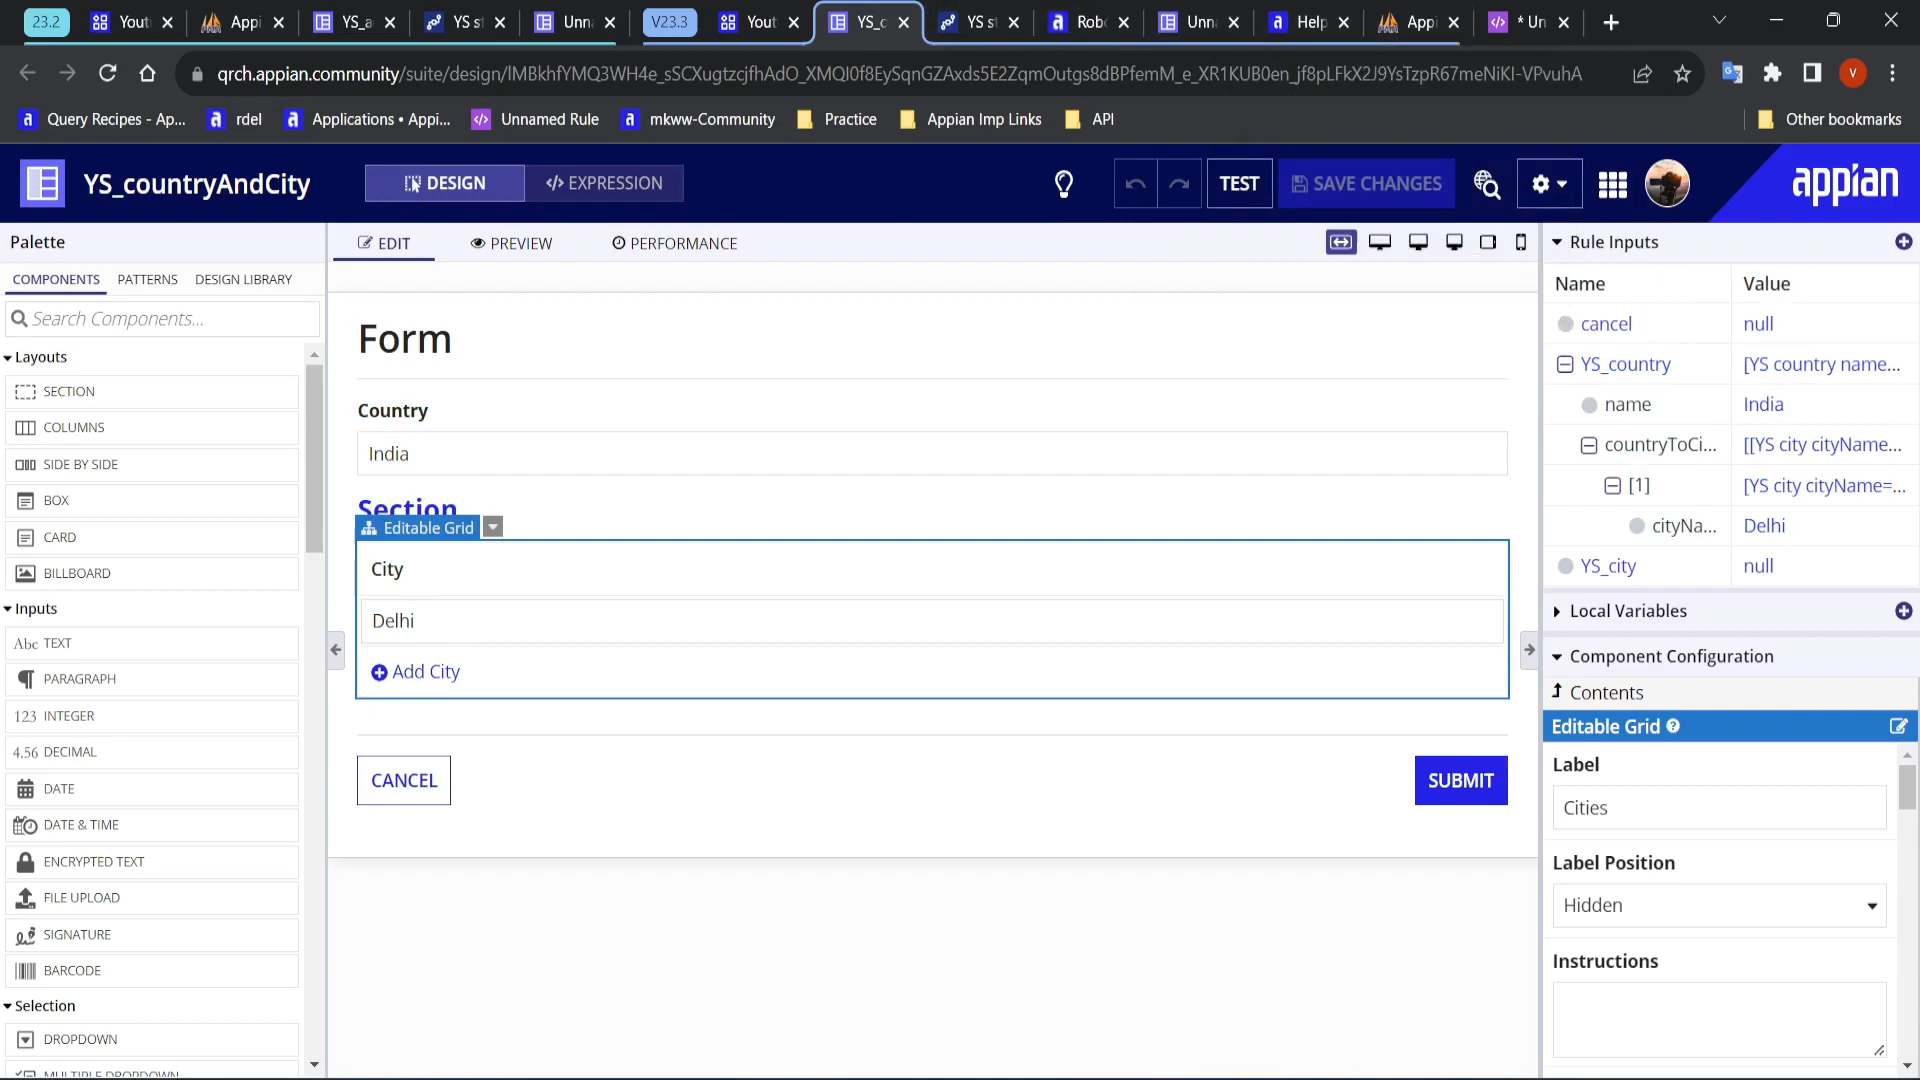 23.2 Yout Appi YS_a YS st Unna V23.3 Yout YS_c YS st Rob Unna Help Appi * Un
qrch.appian.community/suite/design/
Query Recipes - Ap... rdel Applications • Appi... Unnamed Rule mkww-Community Practice Appian Imp Links API Other bookmarks
V
YS_countryAndCity DESIGN </> EXPRESSION TEST SAVE CHANGES appian
Palette
EDIT PREVIEW PERFORMANCE
COMPONENTS PATTERNS DESIGN LIBRARY
Search Components...
Layouts
SECTION
COLUMNS
SIDE BY SIDE
BOX
CARD
BILLBOARD
Inputs
Abc TEXT
PARAGRAPH
123 INTEGER
4.56 DECIMAL
DATE
DATE & TIME
ENCRYPTED TEXT
FILE UPLOAD
SIGNATURE
BARCODE
Selection
DROPDOWN
MULTIPLE DROPDOWN
Form
Country
India
Section
Editable Grid
City
Delhi
Add City
CANCEL SUBMIT
Rule Inputs
Name Value
cancel null
YS_country [YS country name...
name India
countryToCi... [[YS city cityName...
[1] [YS city cityName=...
cityNa... Delhi
YS_city null
Local Variables
Component Configuration
Contents
Editable Grid
Label
Cities
Label Position
Hidden
Instructions